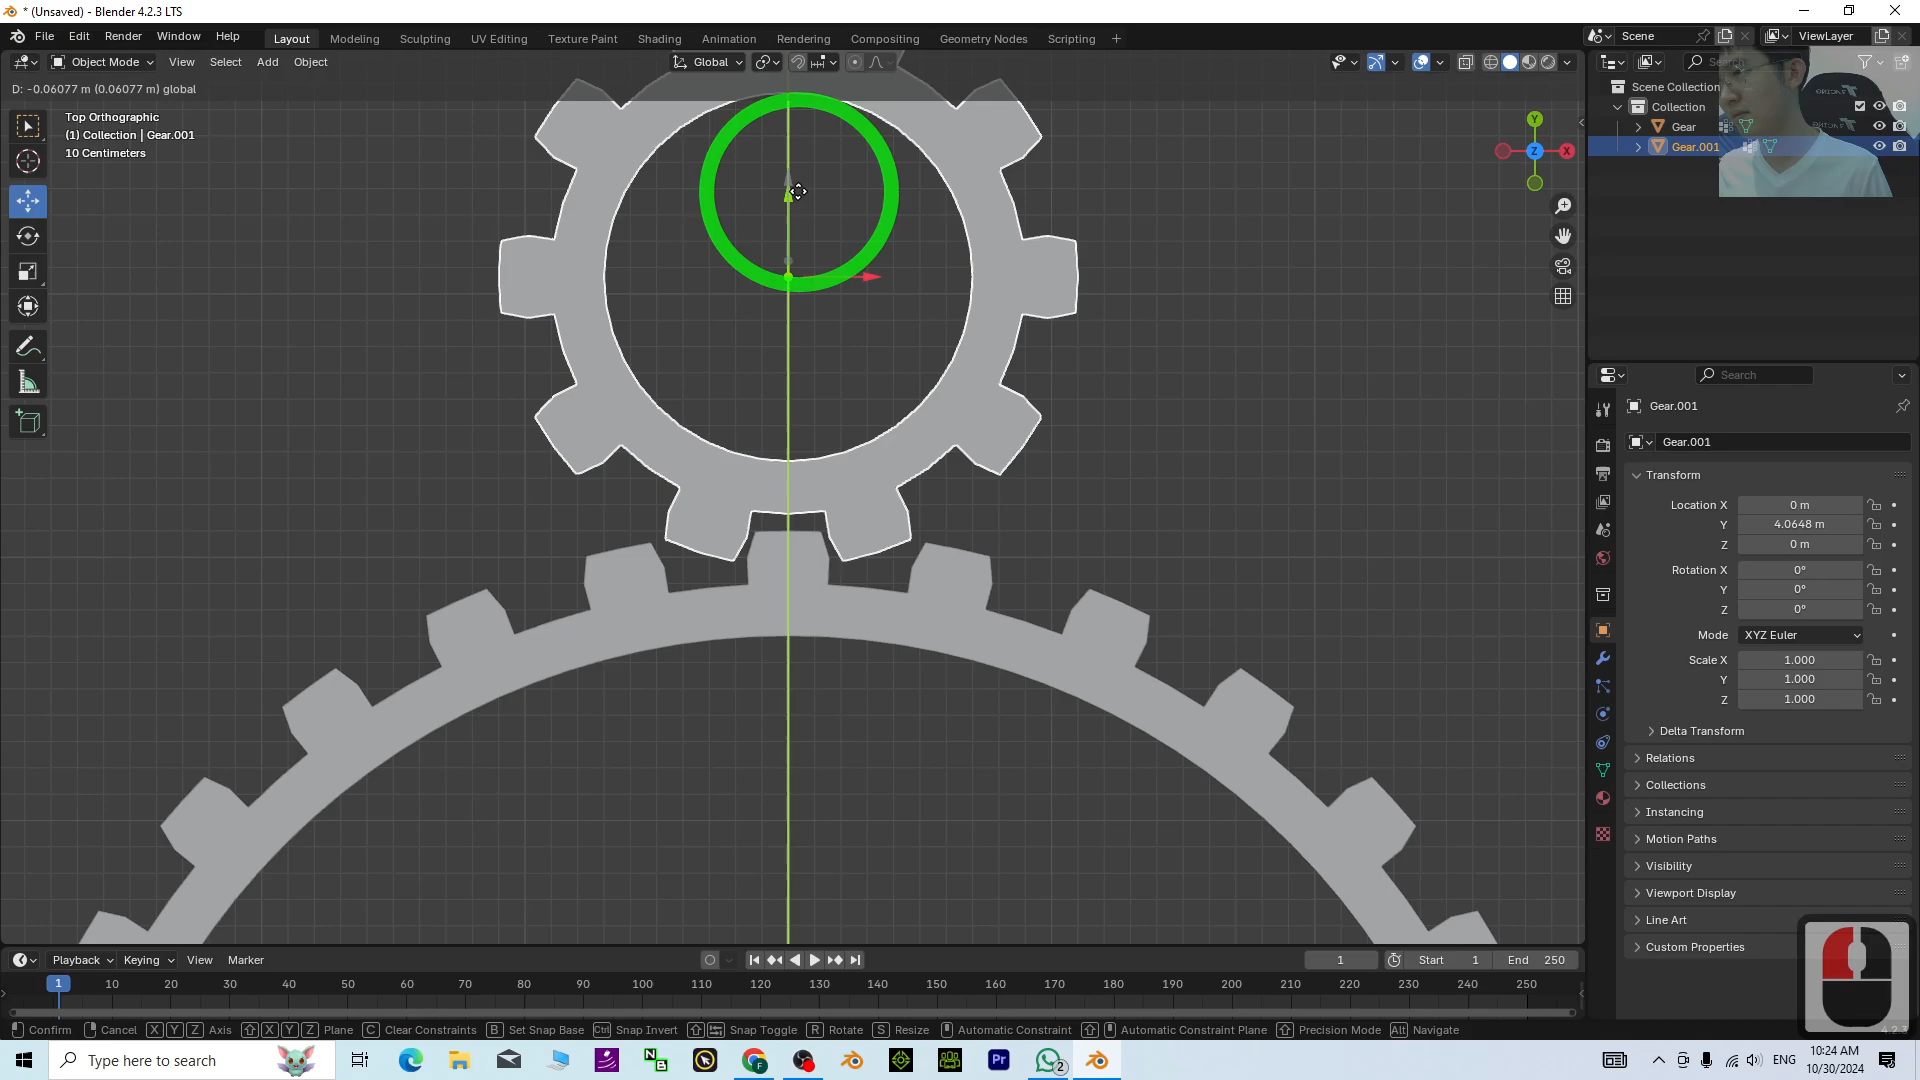 * (Unsaved) - Blender 4.2.3 LTS
File Edit Render Window Help Layout Modeling Sculpting UV Editing Texture Paint Shading Animation Rendering Compositing Geometry Nodes Scripting + Scene ViewLayer
Object Mode View Select Add Object Global
D: -0.06077 m (0.06077 m) global
Top Orthographic
(1) Collection | Gear.001
10 Centimeters
Y
X
Z
Scene Collection
Collection
Gear
Gear.001
Search
Gear.001
Gear.001
Transform
Location X 0 m
Y 4.0648 m
Z 0 m
Rotation X 0°
Y 0°
Z 0°
Mode XYZ Euler
Scale X 1.000
Y 1.000
Z 1.000
Delta Transform
Relations
Collections
Instancing
Motion Paths
Visibility
Viewport Display
Line Art
Custom Properties
Playback Keying View Marker 1 Start 1 End 250
1 10 20 30 40 50 60 70 80 90 100 110 120 130 140 150 160 170 180 190 200 210 220 230 240 250
Confirm Cancel X Y Z Axis X Y Z Plane C Clear Constraints B Set Snap Base Ctrl Snap Invert Snap Toggle R Rotate S Resize Automatic Constraint Automatic Constraint Plane Precision Mode Alt Navigate 4.2.3
Type here to search N B Pr 2 ENG 10:24 AM
10/30/2024